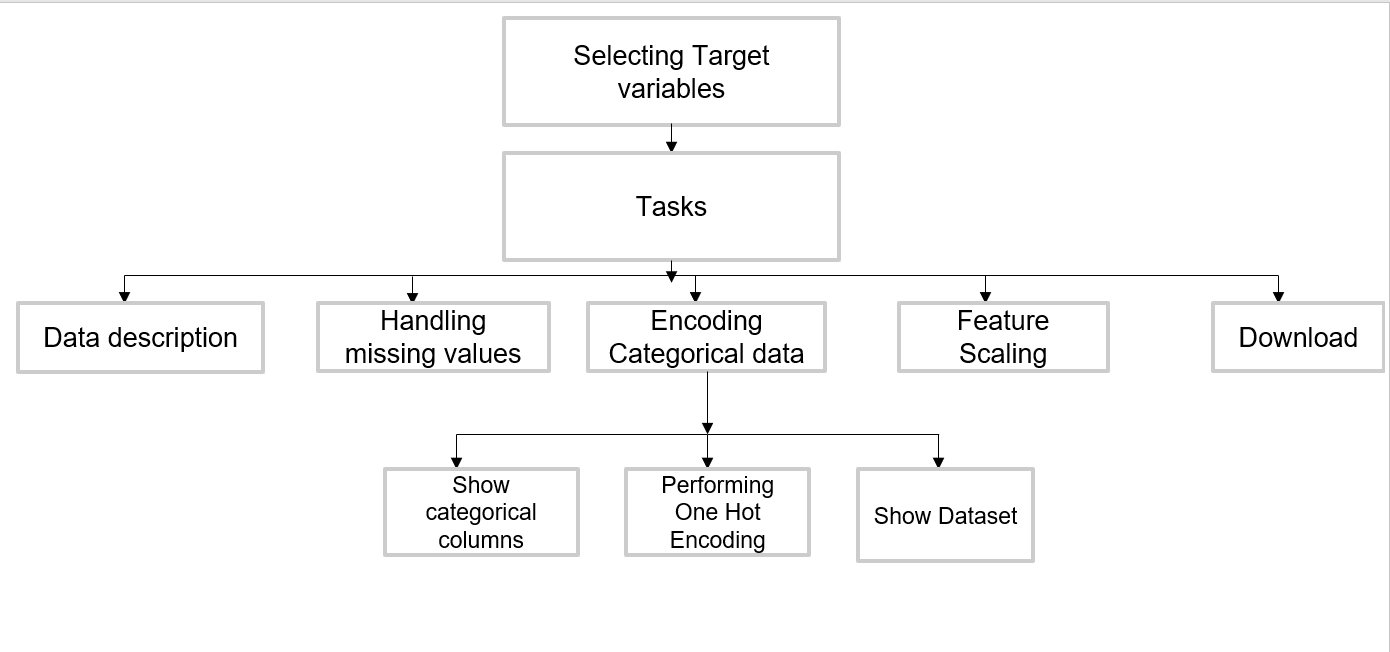 Selecting Target
variables
Tasks
Data description
Handling
missing values
Encoding
Categorical data
Feature
Scaling
Download
Show
categorical
columns
Performing
One Hot
Encoding
Show Dataset